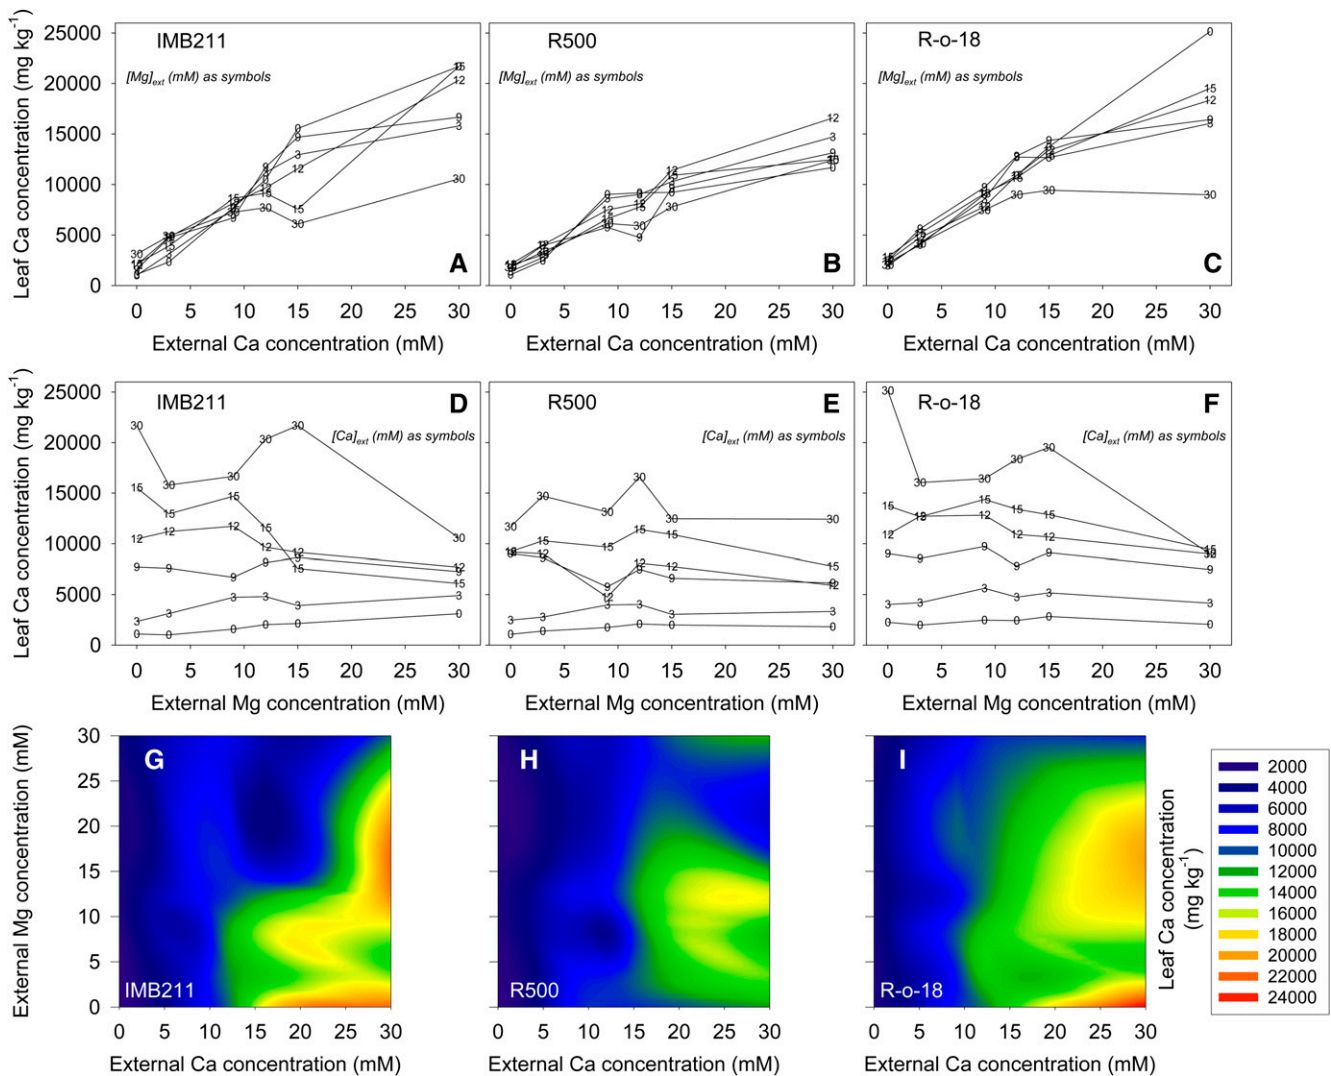 Leaf Ca concentration (mg kg-1)
25000
20000
15000
10000
5000
0
IMB211
[Mg]ext (mM) as symbols
A
0 5 10 15 20 25 30
External Ca concentration (mM)
R500
[Mg]ext (mM) as symbols
B
0 5 10 15 20 25 30
External Ca concentration (mM)
R-o-18
[Mg]ext (mM) as symbols
C
0 5 10 15 20 25 30
External Ca concentration (mM)
Leaf Ca concentration (mg kg-1)
25000
20000
15000
10000
5000
0
IMB211
D
[Ca]ext (mM) as symbols
0 5 10 15 20 25 30
External Mg concentration (mM)
R500
E
[Ca]ext (mM) as symbols
0 5 10 15 20 25 30
External Mg concentration (mM)
R-o-18
F
[Ca]ext (mM) as symbols
0 5 10 15 20 25 30
External Mg concentration (mM)
External Mg concentration (mM)
30
25
20
15
10
5
0
G
IMB211
0 5 10 15 20 25 30
External Ca concentration (mM)
H
R500
0 5 10 15 20 25 30
External Ca concentration (mM)
I
R-o-18
0 5 10 15 20 25 30
External Ca concentration (mM)
Leaf Ca concentration
(mg kg-1)
2000
4000
6000
8000
10000
12000
14000
16000
18000
20000
22000
24000